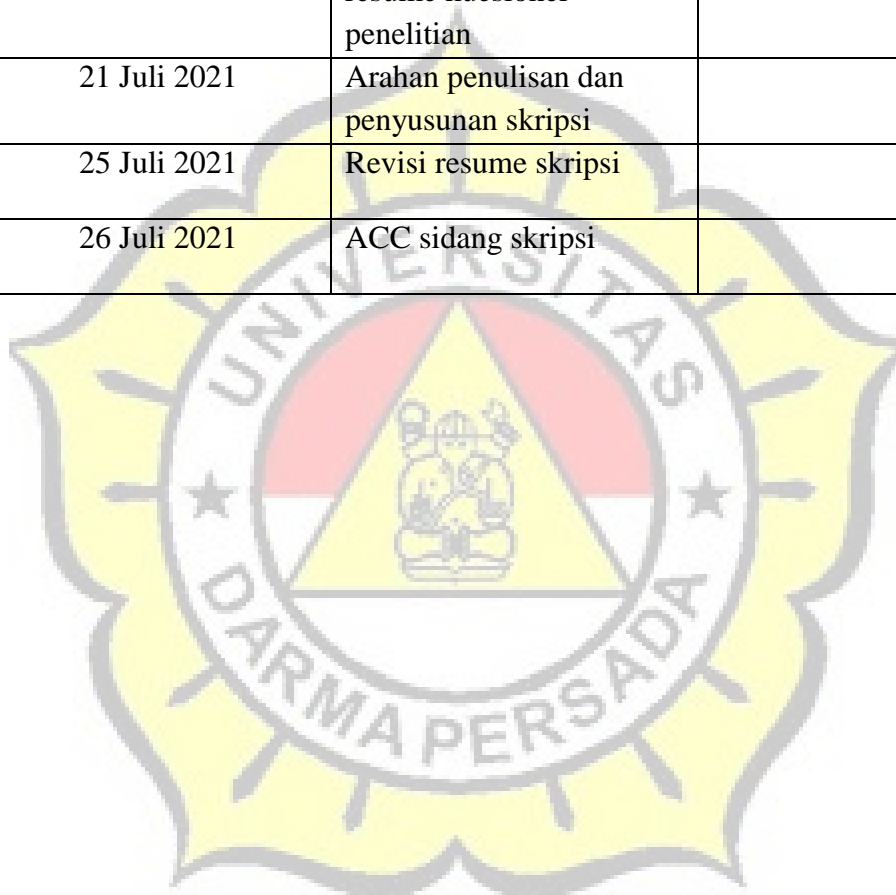 penelitian
21 Juli 2021 Arahan penulisan dan
penyusunan skripsi
25 Juli 2021 Revisi resume skripsi
26 Juli 2021 ACC sidang skripsi
UNIVERSITAS
DARMA PERSADA